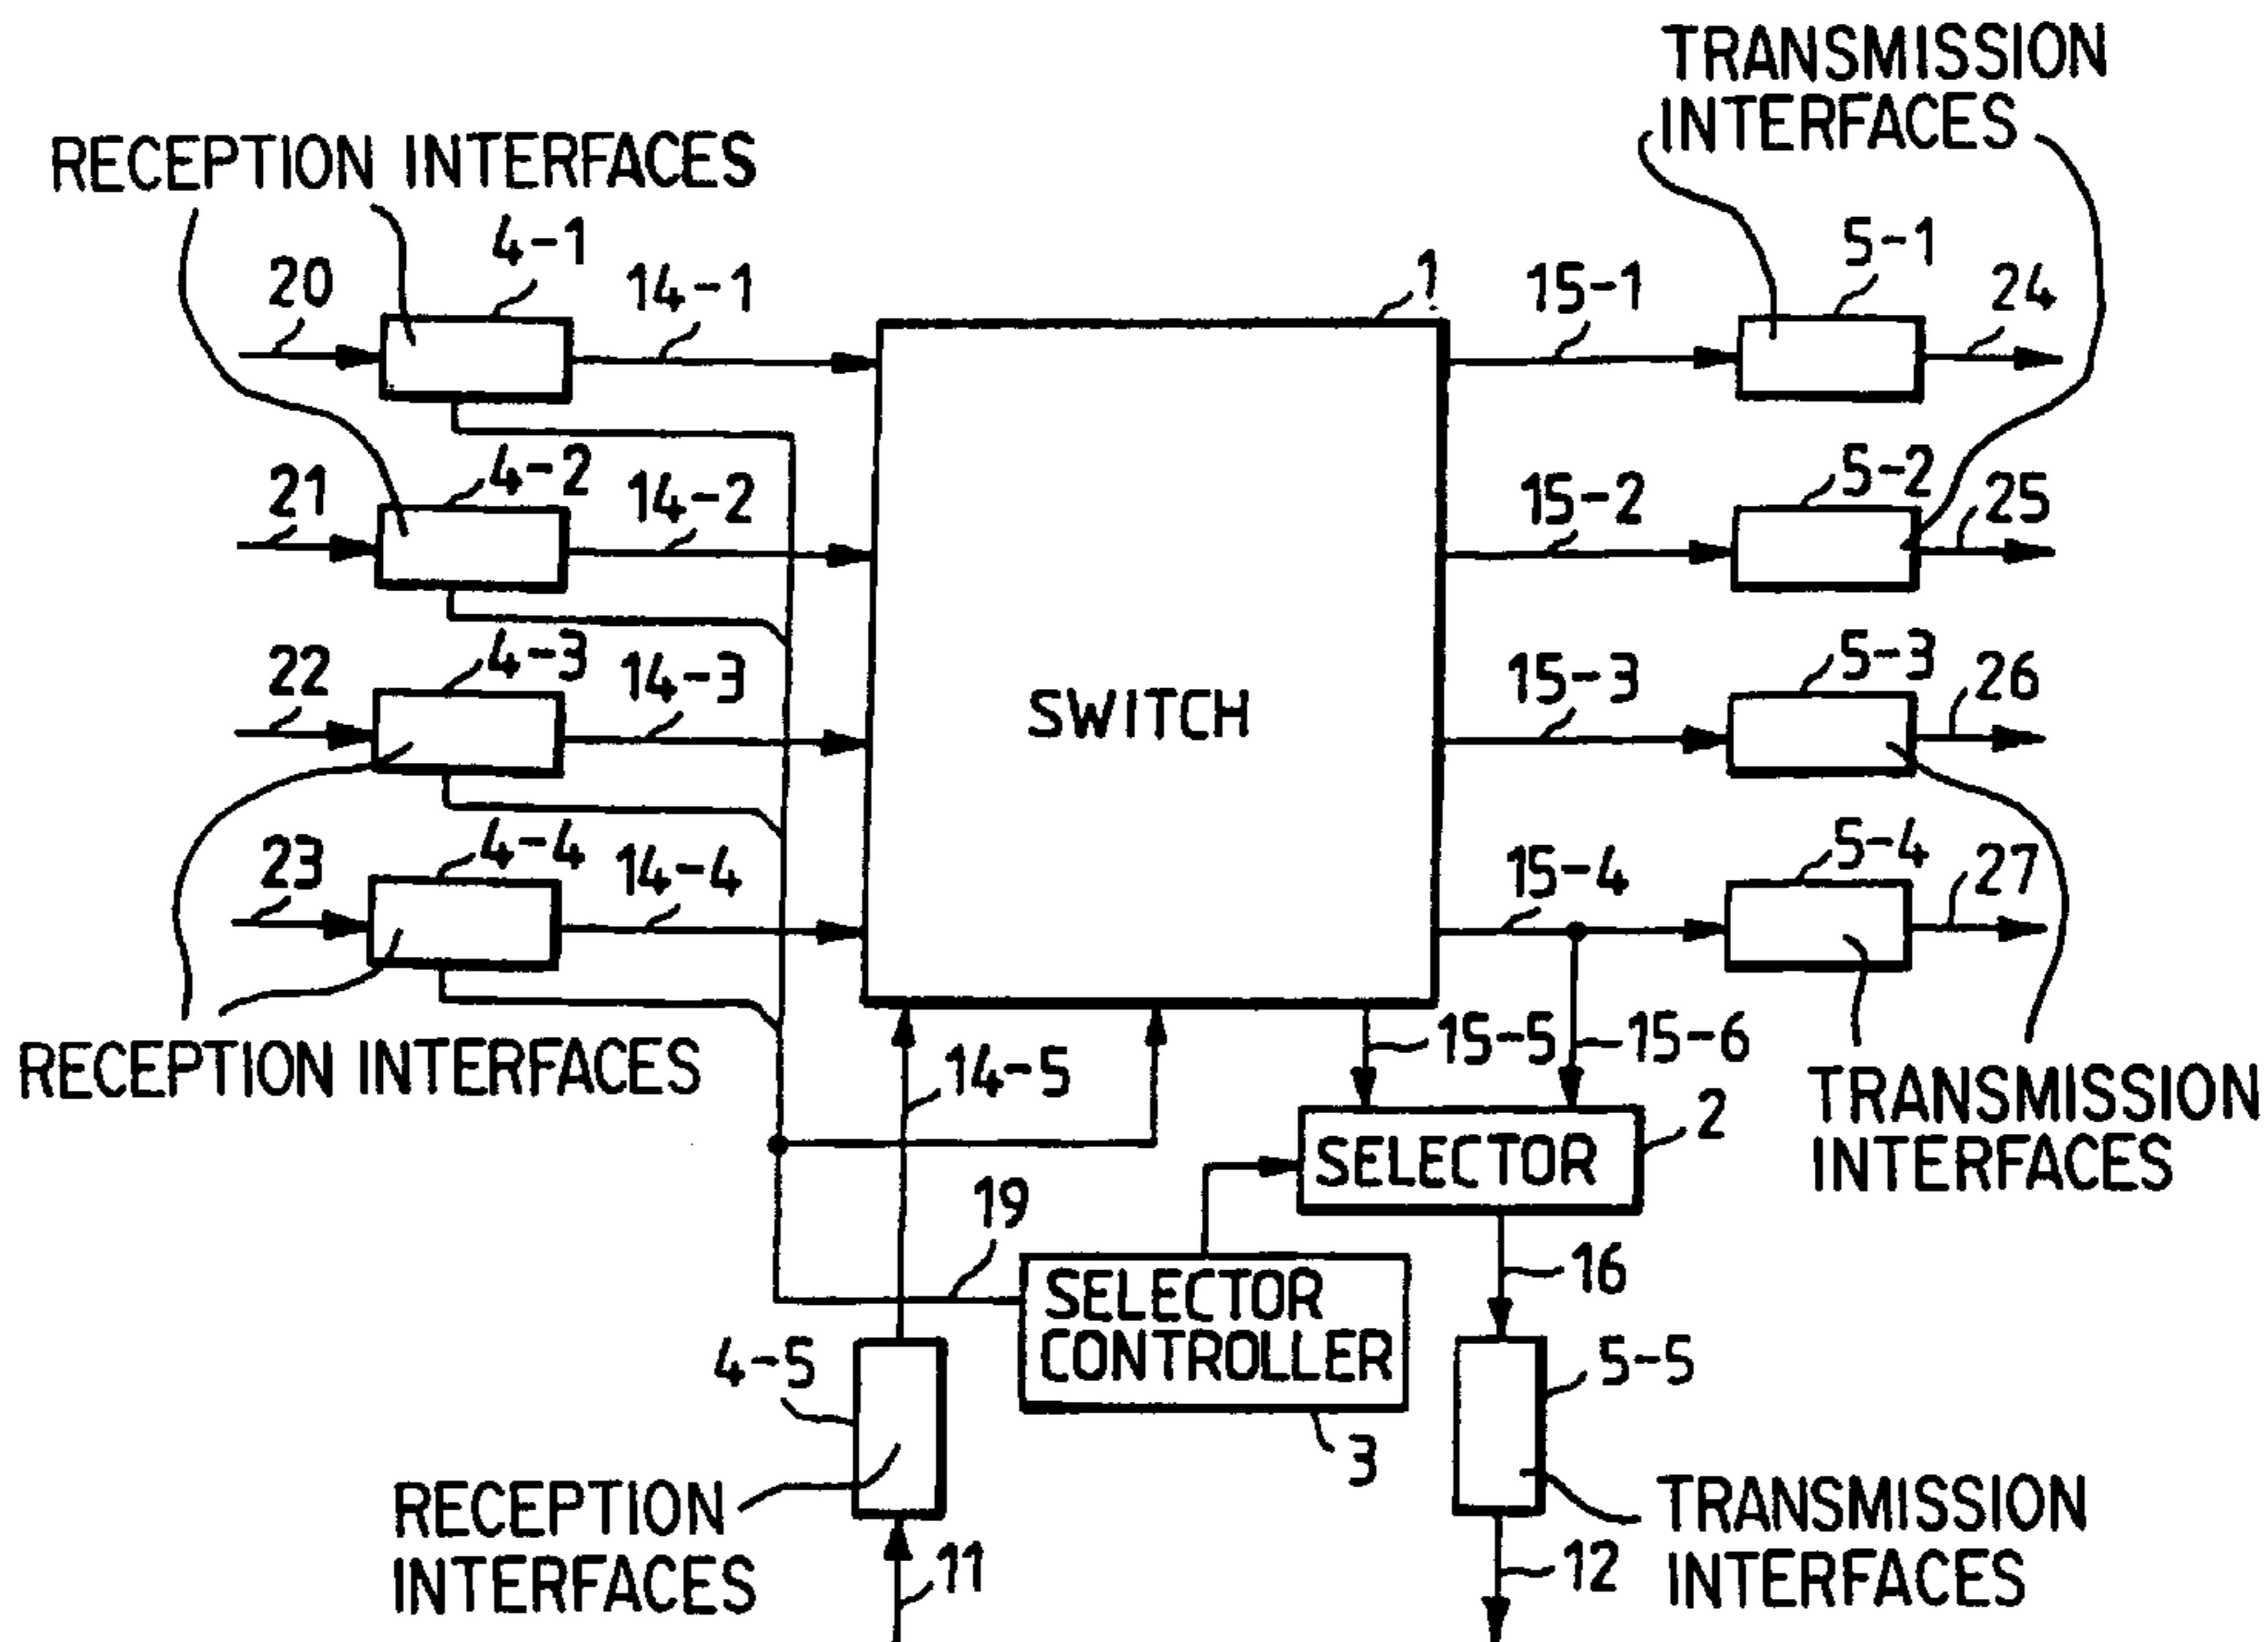 TRANSMISSION
INTERFACES
RECEPTION INTERFACES
4-1
5-1
20
14-1
1
15-1
24
4-2
5-2
21
14-2
15-2
25
4-3
5-3
22
14-3
15-3
26
SWITCH
4-4
5-4
23
14-4
15-4
27
RECEPTION INTERFACES
14-5
15-5
15-6
TRANSMISSION
INTERFACES
2
SELECTOR
19
16
SELECTOR
CONTROLLER
4-5
5-5
3
RECEPTION
INTERFACES
TRANSMISSION
INTERFACES
11
12